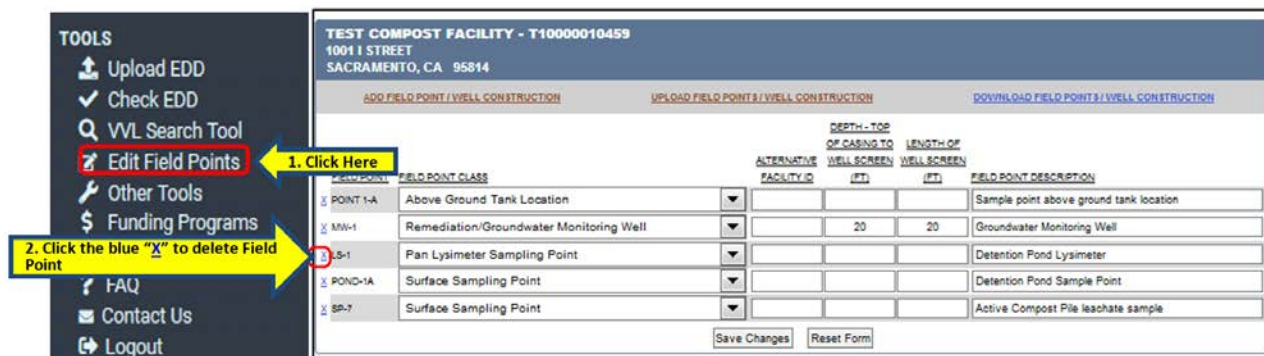 TOOLS
Upload EDD
Check EDD
VVL Search Tool
Edit Field Points
Other Tools
$ Funding Programs
? FAQ
Contact Us
Logout
1. Click Here
2. Click the blue "X" to delete Field
Point
TEST COMPOST FACILITY - T10000010459
1001 I STREET
SACRAMENTO, CA 95814
ADD FIELD POINT / WELL CONSTRUCTION UPLOAD FIELD POINTS / WELL CONSTRUCTION DOWNLOAD FIELD POINTS / WELL CONSTRUCTION
DEPTH - TOP
OF CASING TO LENGTH OF
ALTERNATIVE WELL SCREEN WELL SCREEN
FIELD POINT FIELD POINT CLASS FACILITY ID (FT) (FT) FIELD POINT DESCRIPTION
X POINT 1-A Above Ground Tank Location Sample point above ground tank location
X MW-1 Remediation/Groundwater Monitoring Well 20 20 Groundwater Monitoring Well
X LS-1 Pan Lysimeter Sampling Point Detention Pond Lysimeter
X POND-1A Surface Sampling Point Detention Pond Sample Point
X SP-7 Surface Sampling Point Active Compost Pile leachate sample
Save Changes Reset Form